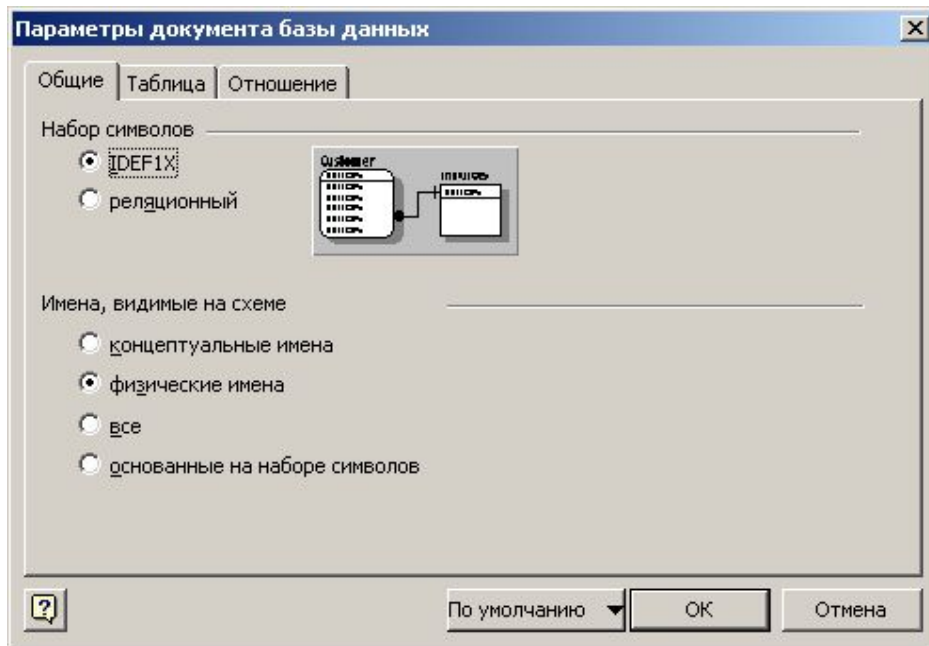 Параметры документа базы данных
Общие
Таблица
Отношение
Набор символов
IDEF1X
реляционный
Customer
Имена, видимые на схеме
концептуальные имена
физические имена
все
основанные на наборе символов
По умолчанию
OK
Отмена